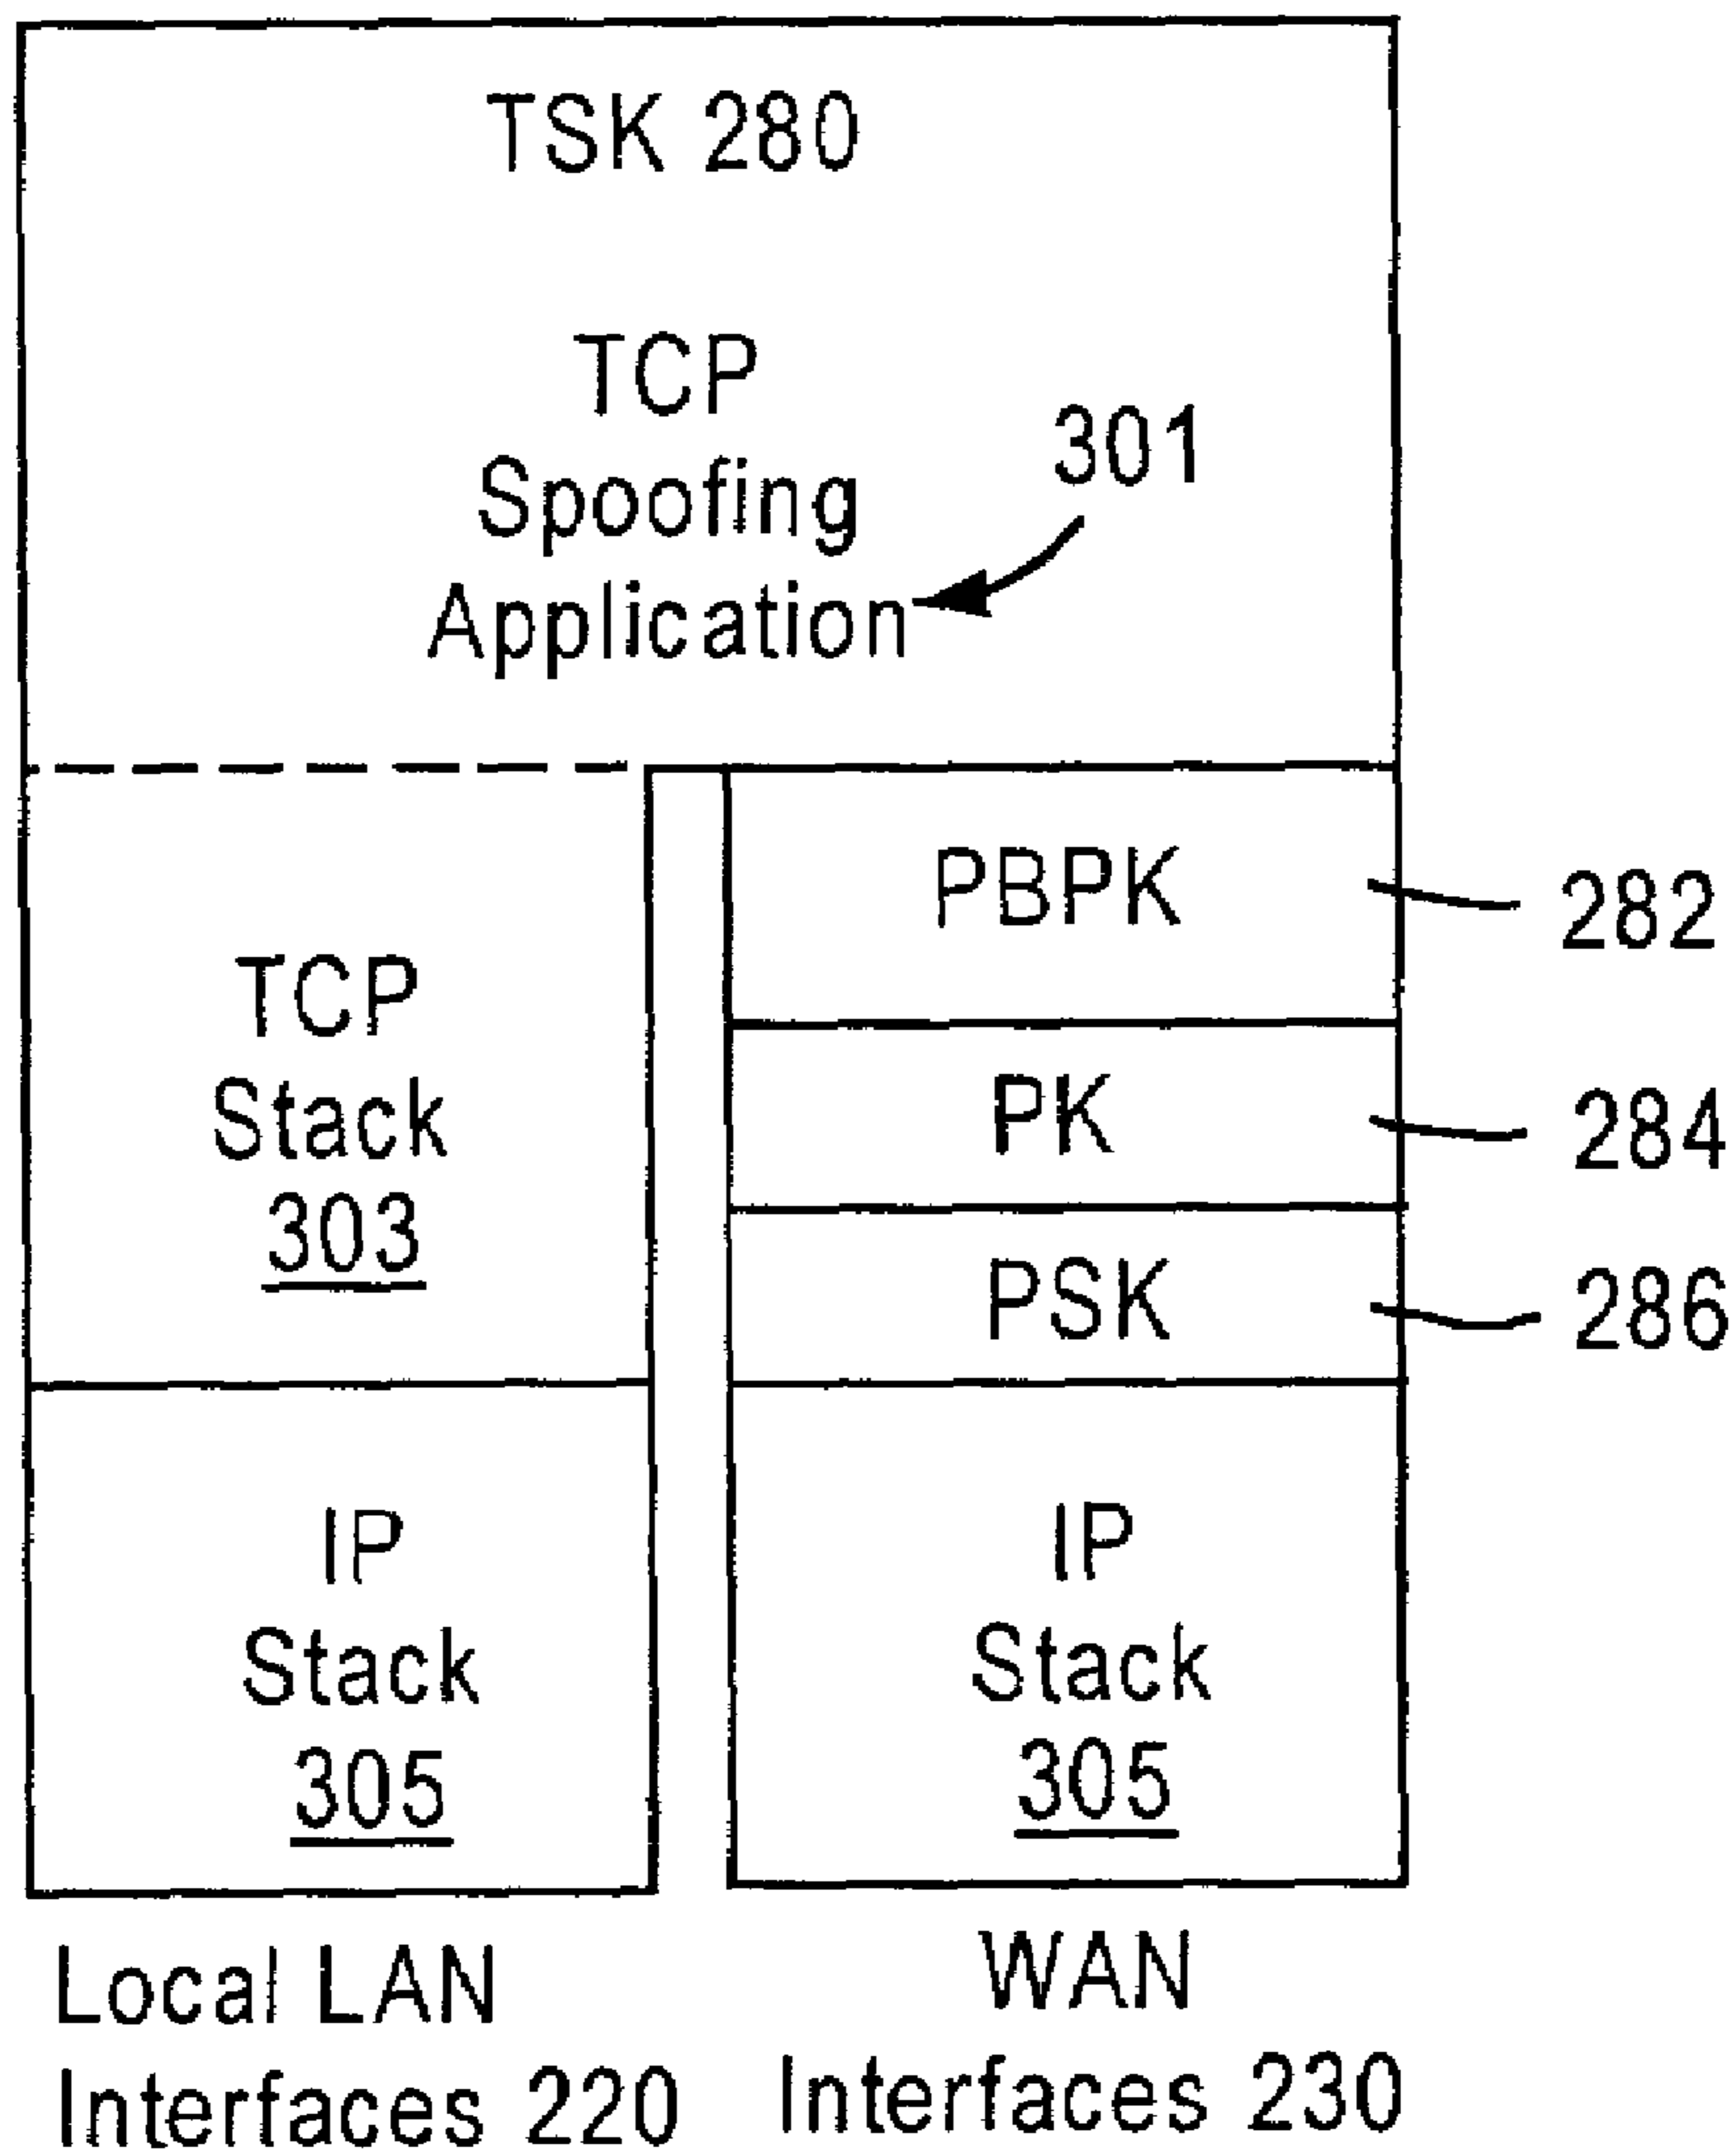 TSK 280
TCP
Spoofing
Application
301
TCP
Stack
303
IP
Stack
305
Local LAN
Interfaces 220
PBPK
282
PK
284
PSK
286
IP
Stack
305
WAN
Interfaces 230